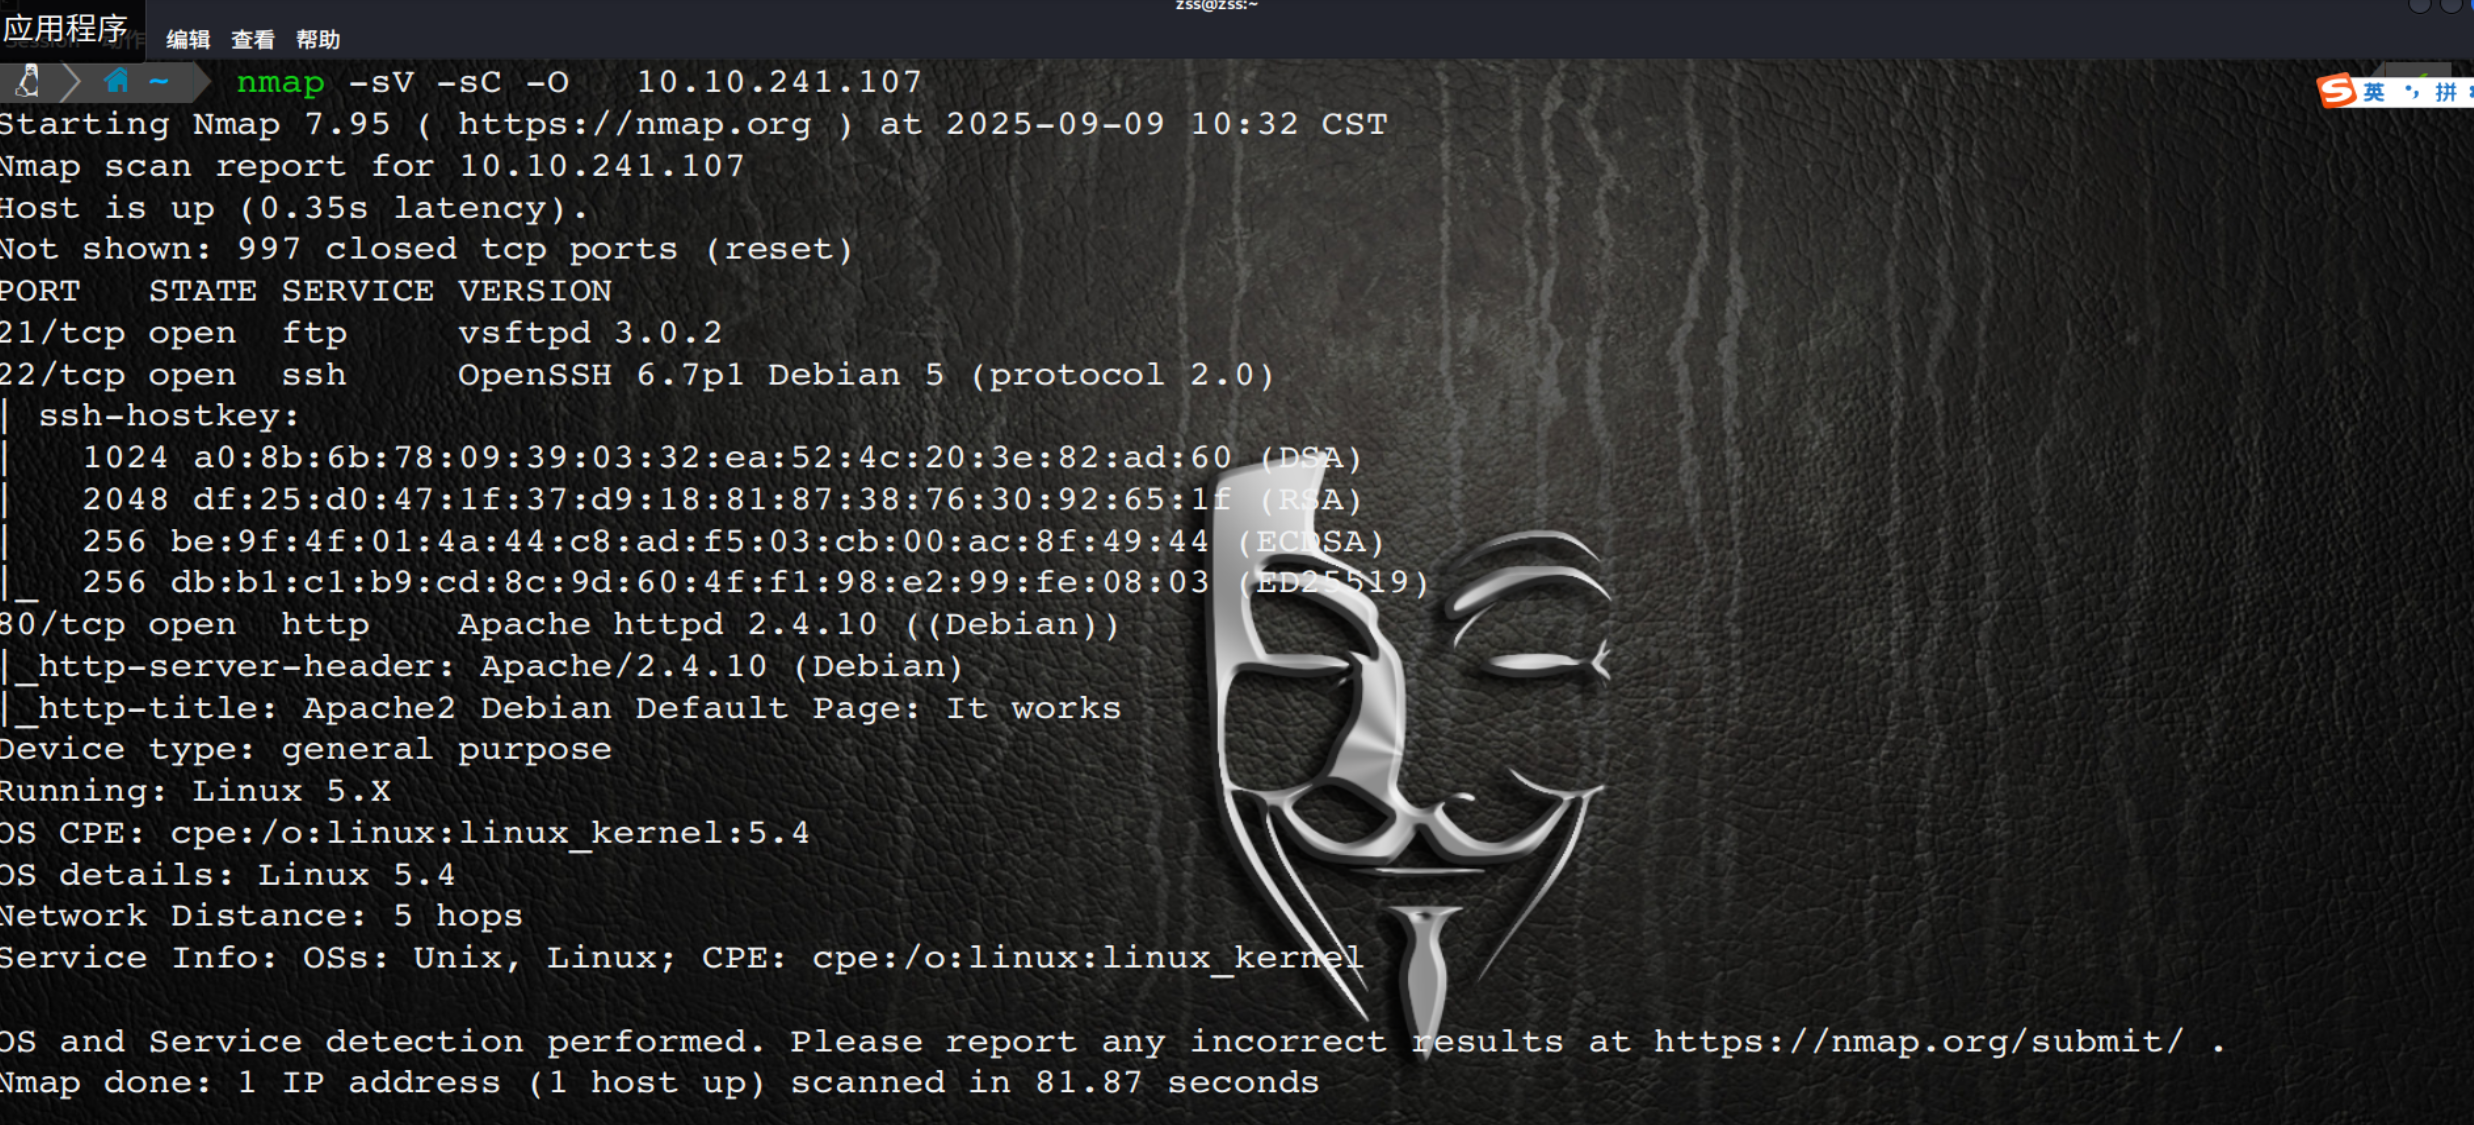 zss@zss:~
应用程序 编辑 查看 帮助
~ nmap -sV -sC -O 10.10.241.107
英 拼
Starting Nmap 7.95 ( https://nmap.org ) at 2025-09-09 10:32 CST
Nmap scan report for 10.10.241.107
Host is up (0.35s latency).
Not shown: 997 closed tcp ports (reset)
PORT STATE SERVICE VERSION
21/tcp open ftp vsftpd 3.0.2
22/tcp open ssh OpenSSH 6.7p1 Debian 5 (protocol 2.0)
| ssh-hostkey:
| 1024 a0:8b:6b:78:09:39:03:32:ea:52:4c:20:3e:82:ad:60 (DSA)
| 2048 df:25:d0:47:1f:37:d9:18:81:87:38:76:30:92:65:1f (RSA)
| 256 be:9f:4f:01:4a:44:c8:ad:f5:03:cb:00:ac:8f:49:44 (ECDSA)
|_ 256 db:b1:c1:b9:cd:8c:9d:60:4f:f1:98:e2:99:fe:08:03 (ED25519)
80/tcp open http Apache httpd 2.4.10 ((Debian))
|_http-server-header: Apache/2.4.10 (Debian)
|_http-title: Apache2 Debian Default Page: It works
Device type: general purpose
Running: Linux 5.X
OS CPE: cpe:/o:linux:linux_kernel:5.4
OS details: Linux 5.4
Network Distance: 5 hops
Service Info: OSs: Unix, Linux; CPE: cpe:/o:linux:linux_kernel
OS and Service detection performed. Please report any incorrect results at https://nmap.org/submit/ .
Nmap done: 1 IP address (1 host up) scanned in 81.87 seconds